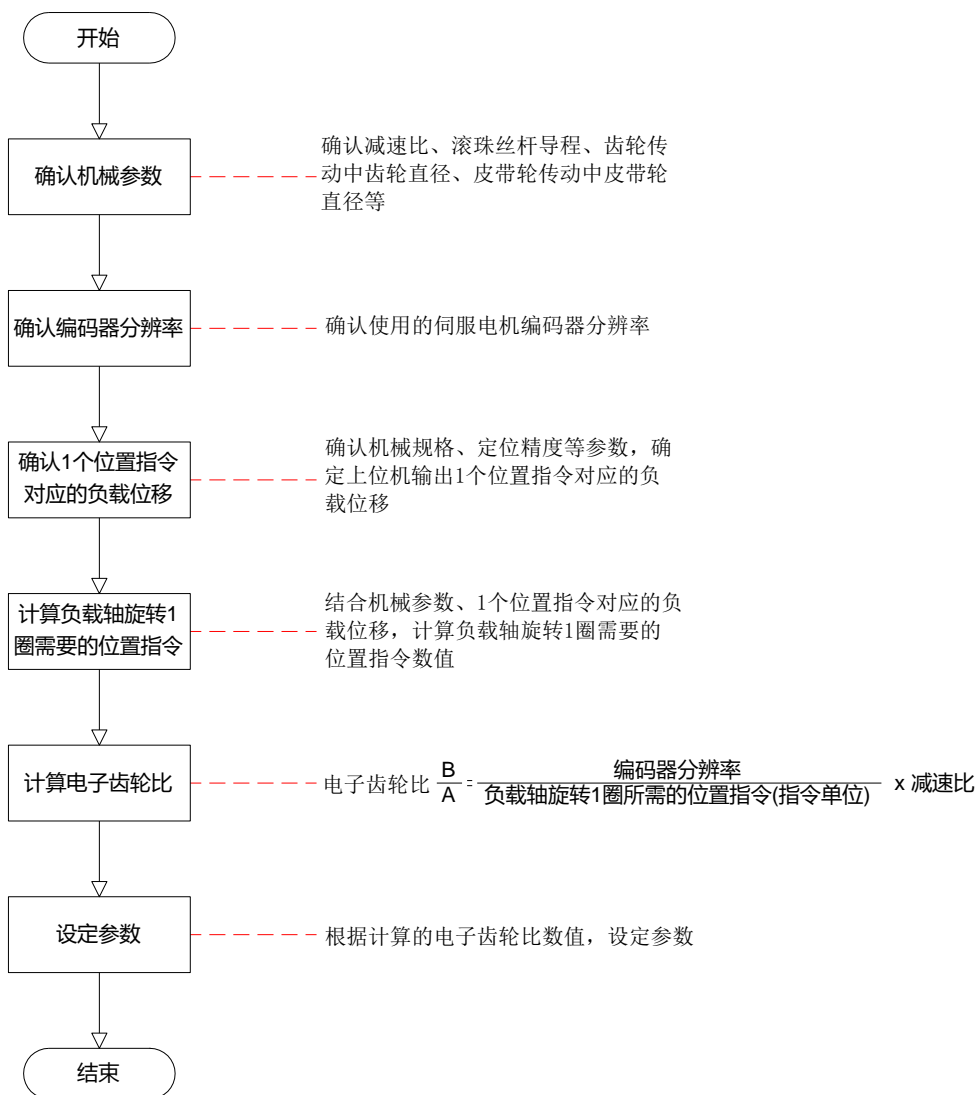 开始
确认机械参数
确认减速比、滚珠丝杆导程、齿轮传
动中齿轮直径、皮带轮传动中皮带轮
直径等
确认编码器分辨率
确认使用的伺服电机编码器分辨率
确认1个位置指令
对应的负载位移
确认机械规格、定位精度等参数，确
定上位机输出1个位置指令对应的负
载位移
计算负载轴旋转1
圈需要的位置指令
结合机械参数、1个位置指令对应的负
载位移，计算负载轴旋转1圈需要的
位置指令数值
计算电子齿轮比
电子齿轮比 B/A = 编码器分辨率/负载轴旋转1圈所需的位置指令(指令单位) x 减速比
设定参数
根据计算的电子齿轮比数值，设定参数
结束